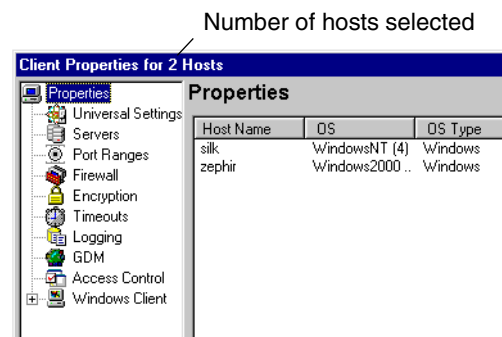 Number of hosts selected
Client Properties for 2 Hosts
Properties
Universal Settings
Servers
Port Ranges
Firewall
Encryption
Timeouts
Logging
GDM
Access Control
Windows Client
Properties
Host Name OS OS Type
silk WindowsNT (4) Windows
zephir Windows2000 .. Windows